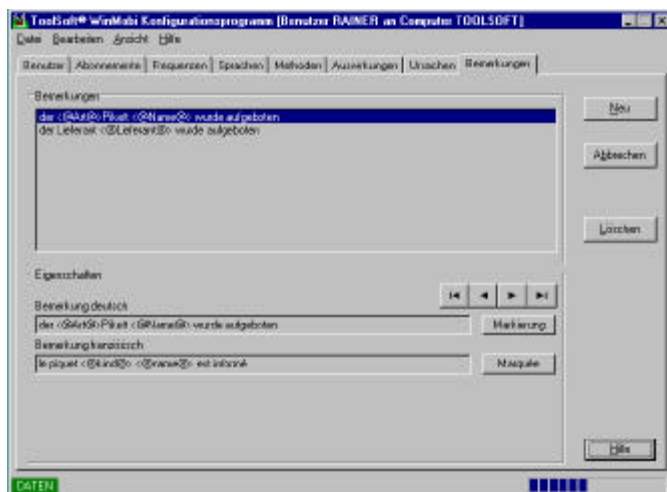 ToolSoft® WinMobi Konfigurationsprogramm [Benutzer RAINER an Computer TOOLSOFT]
Datei Bearbeiten Ansicht Hilfe
Benutzer Abonnemente Frequenzen Sprachen Methoden Auswirkungen Ursachen Bemerkungen
Bemerkungen
der <@Art@> Pikett <@Name@> wurde aufgeboten
der Lieferant <@Lieferant@> wurde aufgeboten
Neu
Abbrechen
Löschen
Eigenschaften
Bemerkung deutsch
der <@Art@> Pikett <@Name@> wurde aufgeboten
Markierung
Bemerkung französisch
le piquet <@kind@> <@name@> est informé
Marquée
Hilfe
DATEN